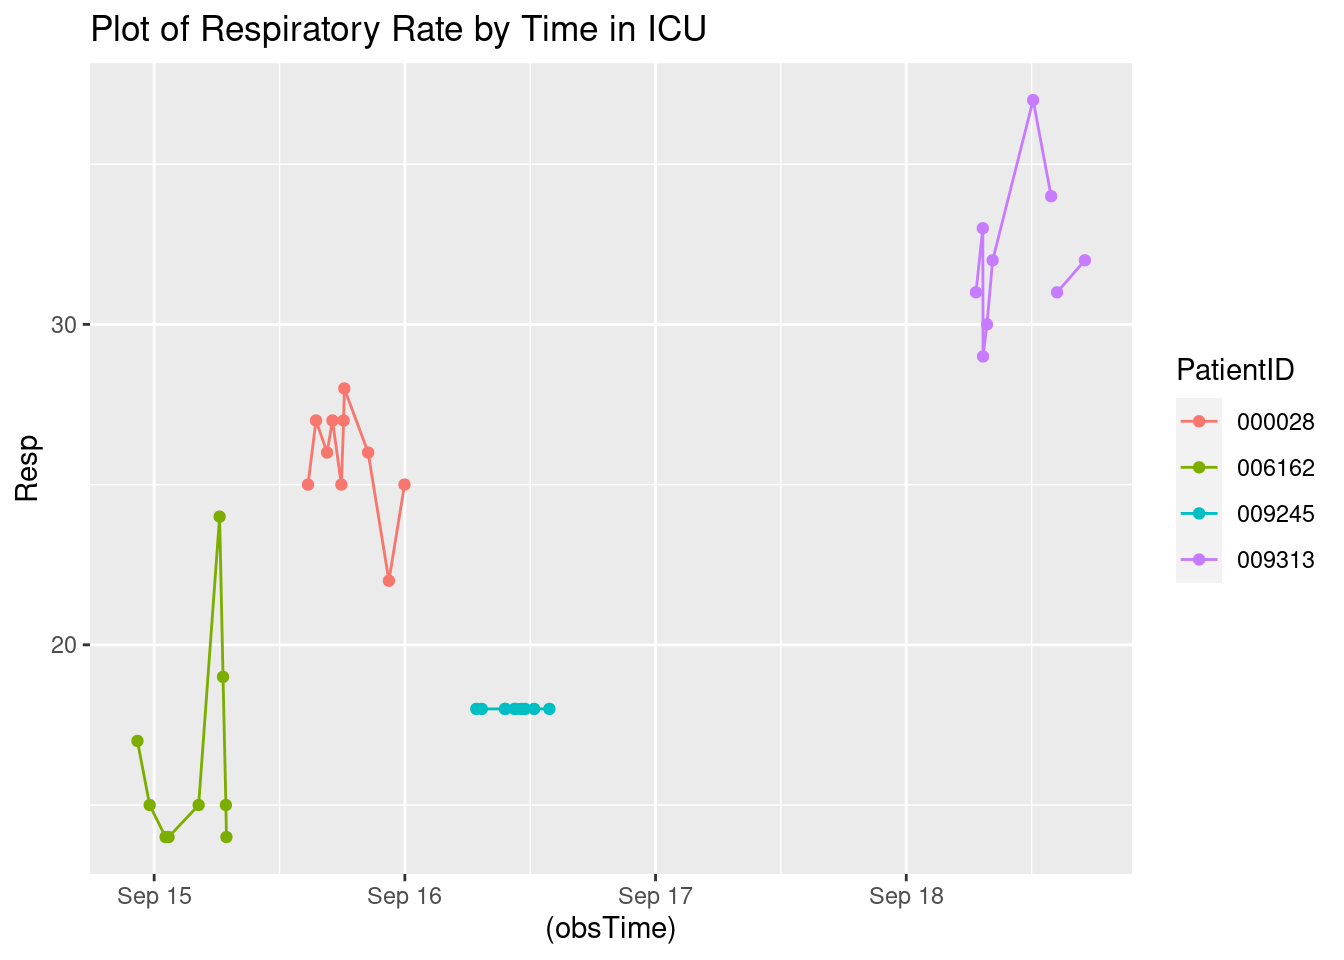 Plot of Respiratory Rate by Time in ICU
Resp
30
20
Sep 15
Sep 16
Sep 17
Sep 18
(obsTime)
PatientID
000028
006162
009245
009313